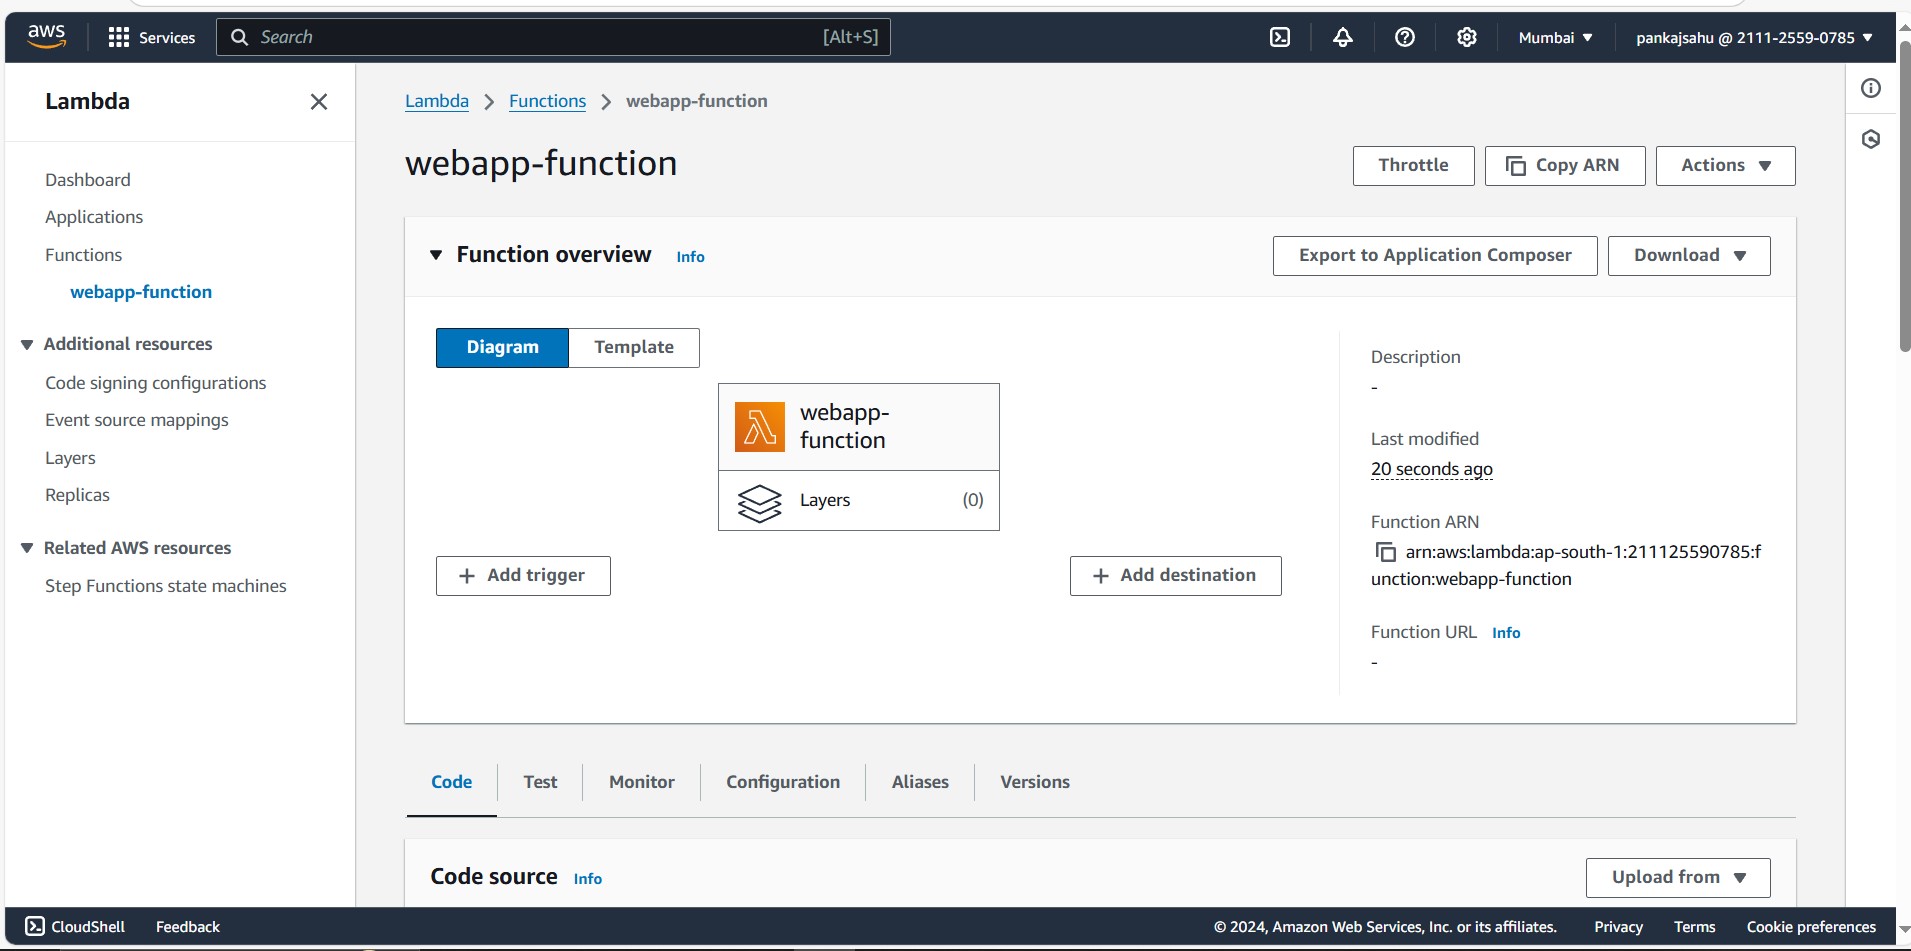 aws Services Search [Alt+S] Mumbai pankajsahu @ 2111-2559-0785
Lambda
Dashboard
Applications
Functions
webapp-function
Additional resources
Code signing configurations
Event source mappings
Layers
Replicas
Related AWS resources
Step Functions state machines
Lambda Functions webapp-function
webapp-function
Throttle Copy ARN Actions
Function overview Info Export to Application Composer Download
Diagram Template
webapp-
function
Layers (0)
+ Add trigger + Add destination
Description
-
Last modified
20 seconds ago
Function ARN
arn:aws:lambda:ap-south-1:211125590785:f
unction:webapp-function
Function URL Info
-
Code Test Monitor Configuration Aliases Versions
Code source Info Upload from
CloudShell Feedback © 2024, Amazon Web Services, Inc. or its affiliates. Privacy Terms Cookie preferences